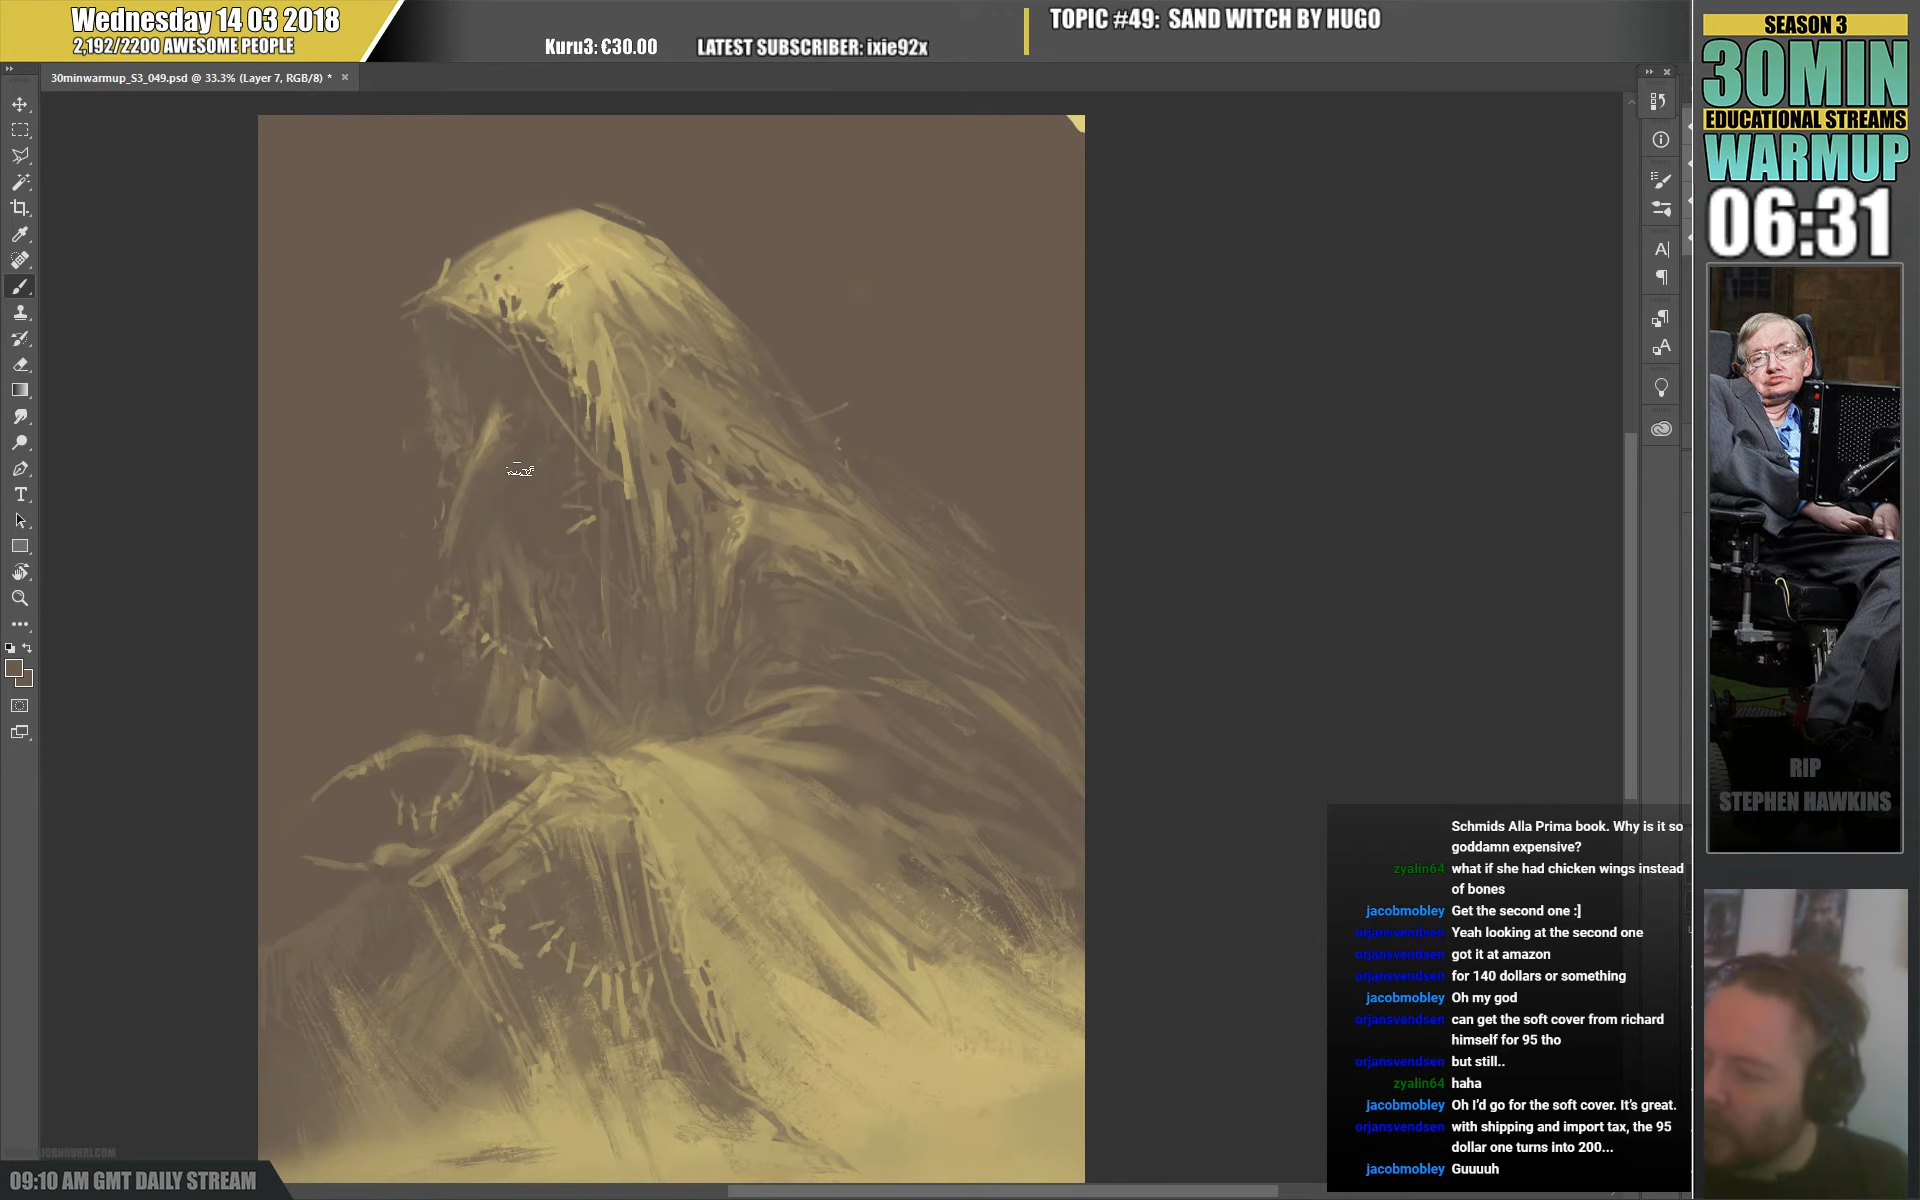 Wednesday 14 03 2018
2,192/2200 AWESOME PEOPLE
Kuru3: €30.00
LATEST SUBSCRIBER: ixie92x
TOPIC #49: SAND WITCH BY HUGO
30minwarmup_S3_049.psd @ 33.3% (Layer 7, RGB/8) *
SEASON 3
30MIN
EDUCATIONAL STREAMS
WARMUP
06:31
RIP
STEPHEN HAWKINS
Schmids Alla Prima book. Why is it so
goddamn expensive?
zyalin64 what if she had chicken wings instead
of bones
jacobmobley Get the second one :]
orjansvendsen Yeah looking at the second one
orjansvendsen got it at amazon
orjansvendsen for 140 dollars or something
jacobmobley Oh my god
orjansvendsen can get the soft cover from richard
himself for 95 tho
orjansvendsen but still..
zyalin64 haha
jacobmobley Oh I'd go for the soft cover. It's great.
orjansvendsen with shipping and import tax, the 95
dollar one turns into 200...
jacobmobley Guuuuh
09:10 AM GMT DAILY STREAM